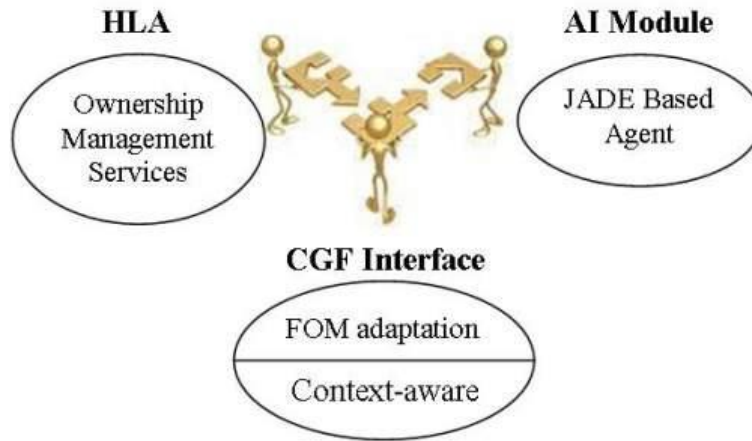 HLA
Ownership
Management
Services
AI Module
JADE Based
Agent
CGF Interface
FOM adaptation
Context-aware